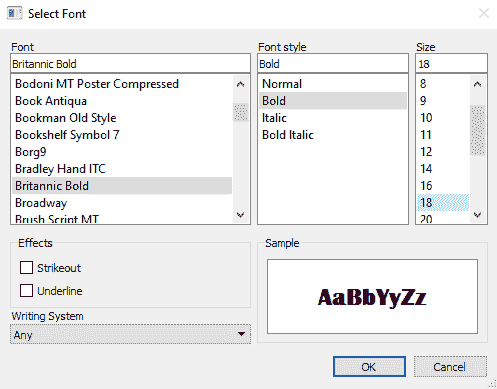 Select Font
Font
Font style
Size
Britannic Bold
Bold
18
Bodoni MT Poster Compressed
Book Antiqua
Bookman Old Style
Bookshelf Symbol 7
Borg9
Bradley Hand ITC
Britannic Bold
Broadway
Brush Script MT
Normal
Bold
Italic
Bold Italic
8
9
10
11
12
14
16
18
20
Effects
Strikeout
Underline
Writing System
Any
Sample
AaBbYyZz
OK
Cancel